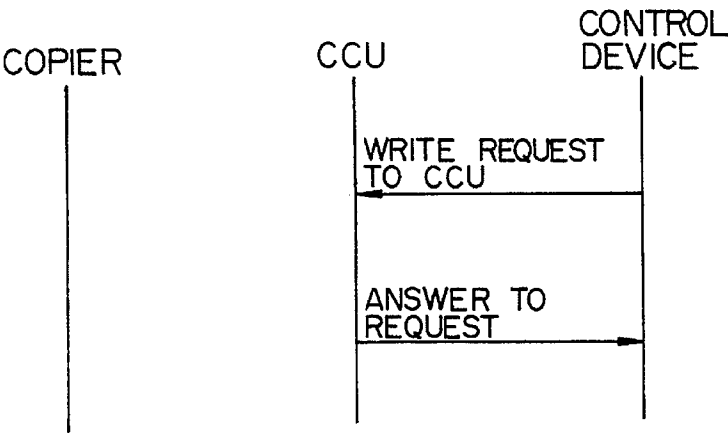 COPIER
CCU
CONTROL
DEVICE
WRITE REQUEST
TO CCU
ANSWER TO
REQUEST